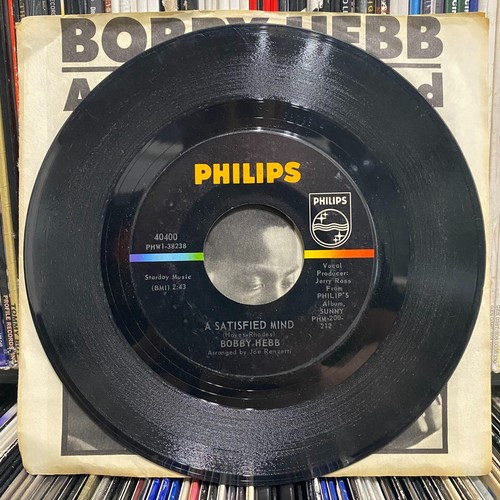 BOBBY HEBB
A
d
PHILIPS
40400
PHW1-38238
PHILIPS
Starday Music
(BMI) 2:43
Vocal
Producer:
Jerry Ross
From
PHILIP'S
Album,
SUNNY
PHM-200-
212
A SATISFIED MIND
(Hayes-Rhodes)
BOBBY HEBB
Arranged by Joe Renzetti